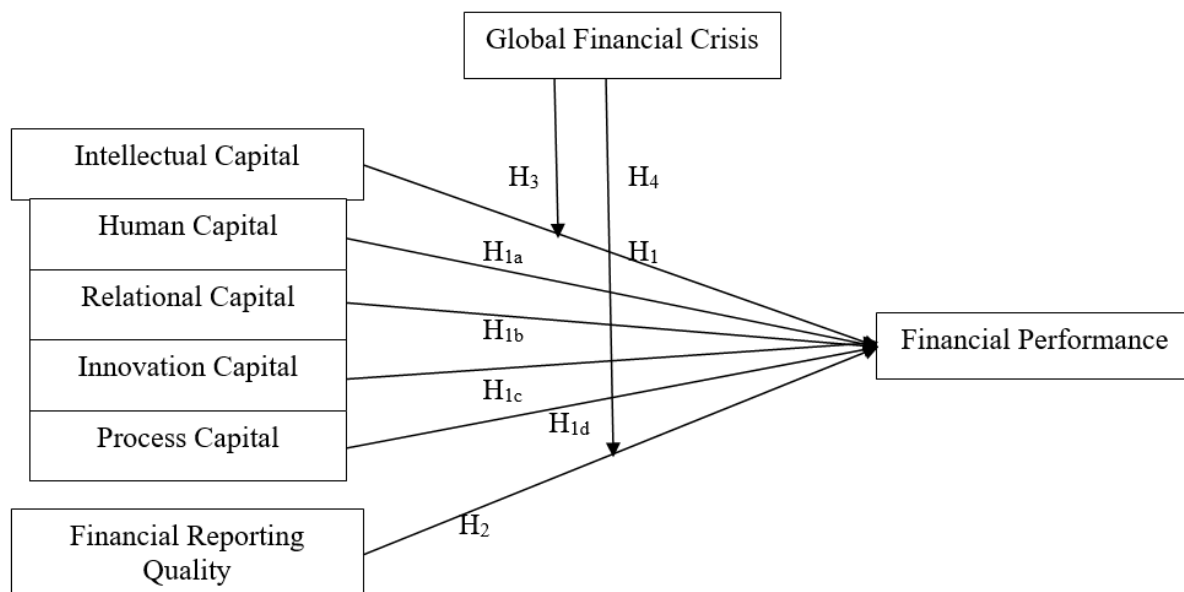 Global Financial Crisis
Intellectual Capital
H3
H4
Human Capital
H1a
H1
Relational Capital
H1b
Financial Performance
Innovation Capital
H1c
Process Capital
H1d
H2
Financial Reporting
Quality